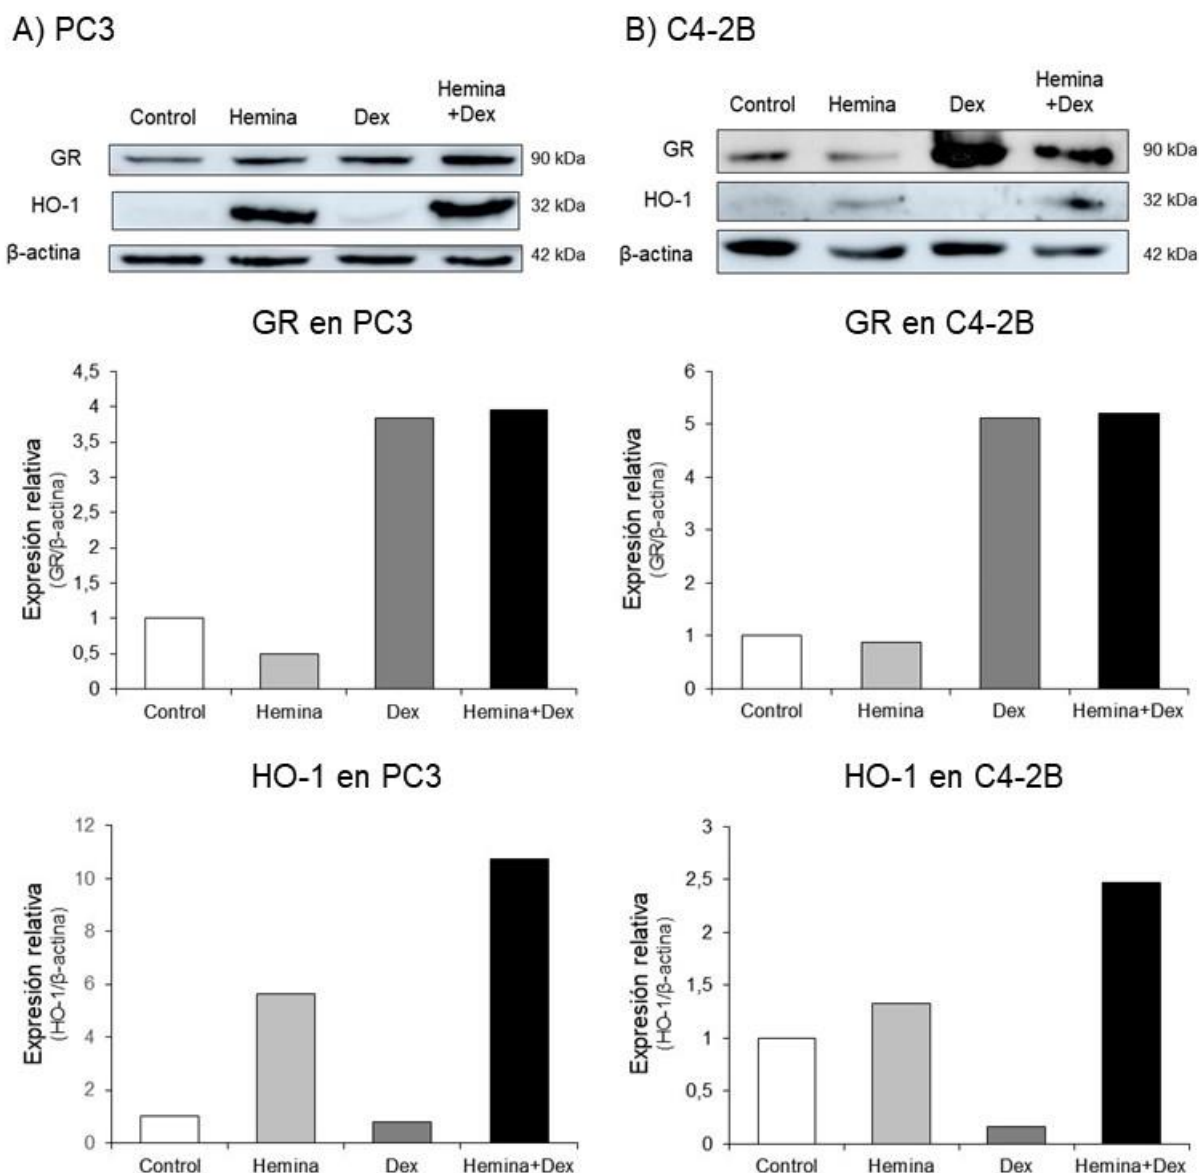 A) PC3
Control Hemina Dex Hemina
+Dex
GR 90 kDa
HO-1 32 kDa
β-actina 42 kDa
B) C4-2B
Control Hemina Dex Hemina
+Dex
GR 90 kDa
HO-1 32 kDa
β-actina 42 kDa
GR en PC3
Expresión relativa
(GR/β-actina)
4,5
4
3,5
3
2,5
2
1,5
1
0,5
0
Control Hemina Dex Hemina+Dex
GR en C4-2B
Expresión relativa
(GR/β-actina)
6
5
4
3
2
1
0
Control Hemina Dex Hemina+Dex
HO-1 en PC3
Expresión relativa
(HO-1/β-actina)
12
10
8
6
4
2
0
Control Hemina Dex Hemina+Dex
HO-1 en C4-2B
Expresión relativa
(HO-1/β-actina)
3
2,5
2
1,5
1
0,5
0
Control Hemina Dex Hemina+Dex